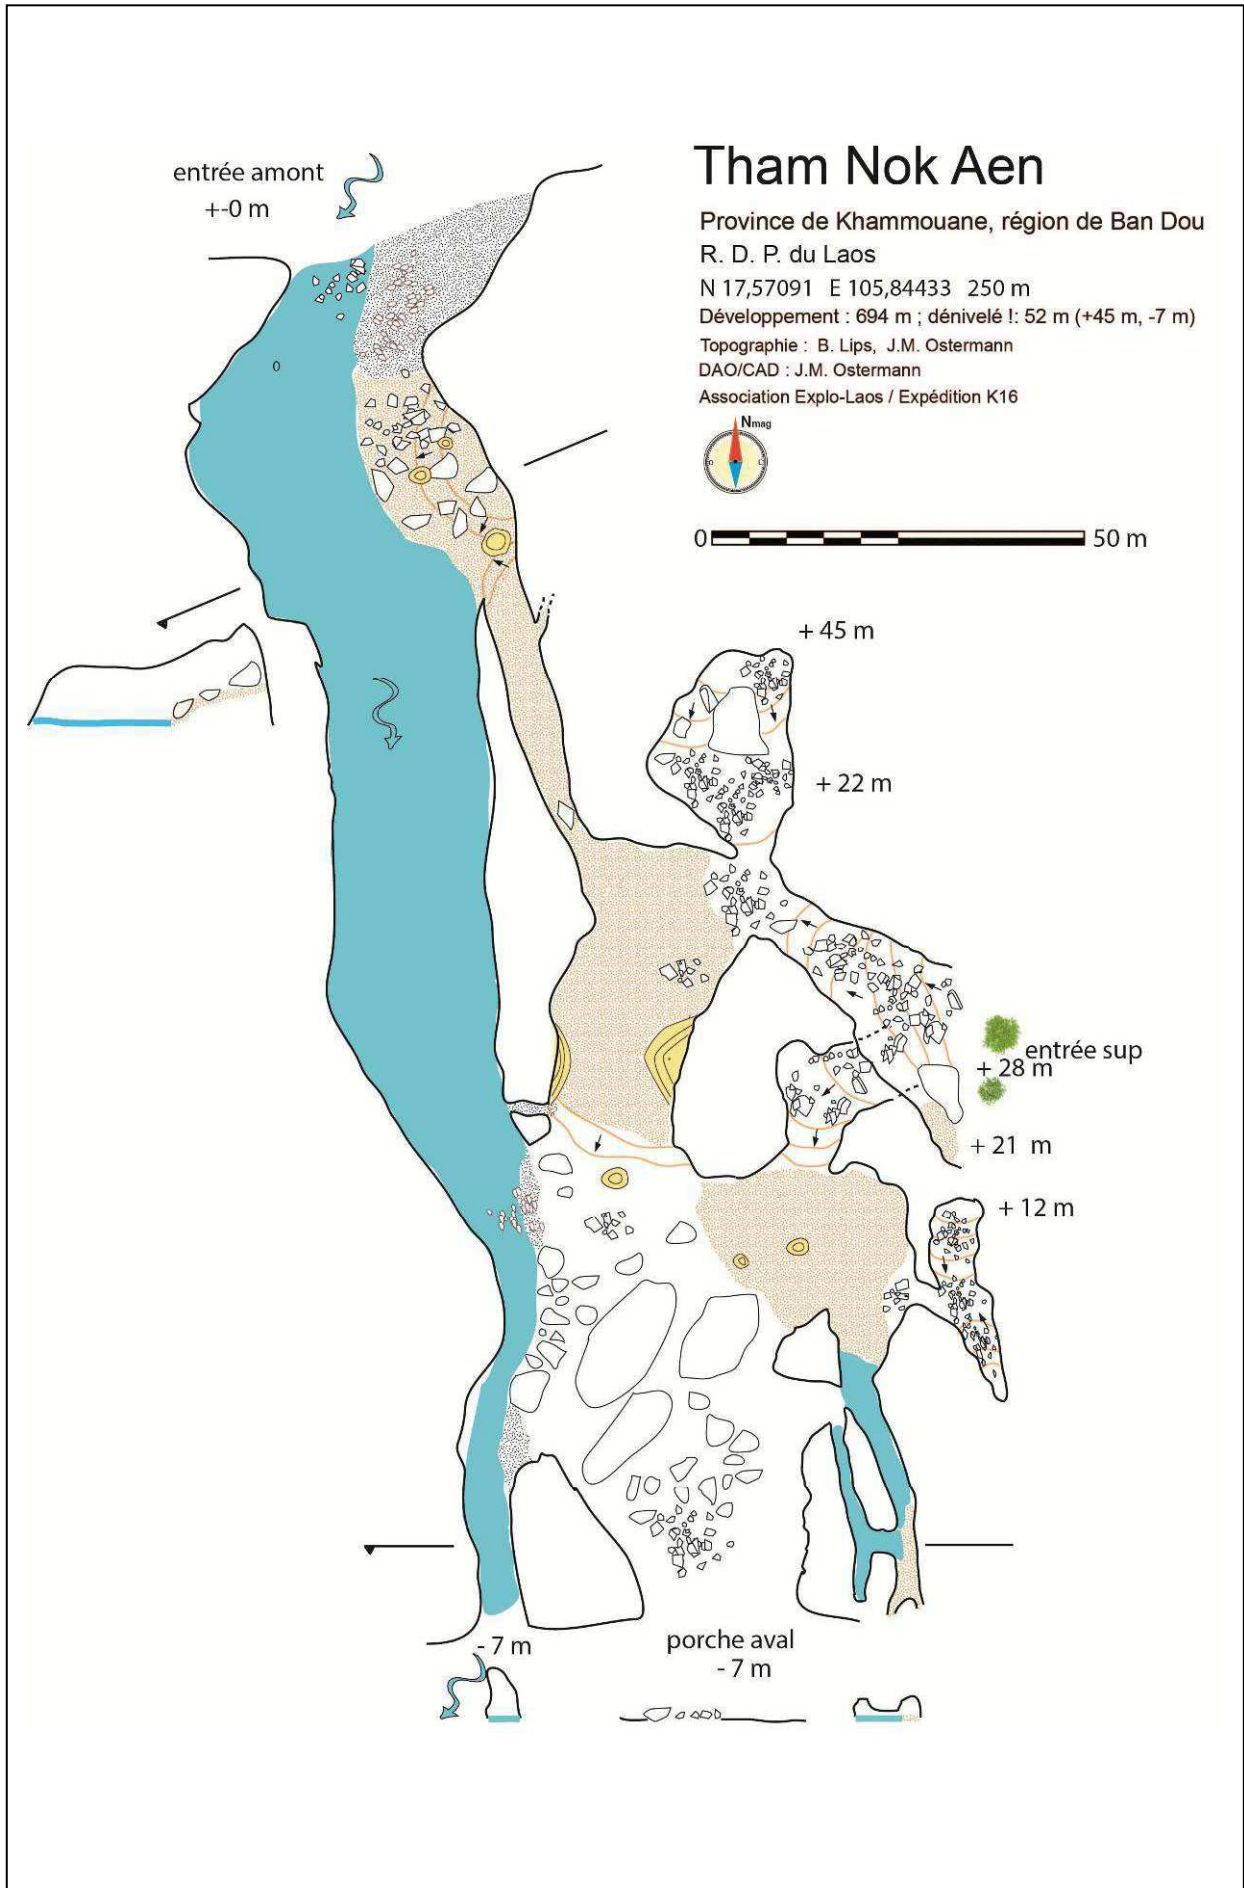 entrée amont
+-0 m
Tham Nok Aen
Province de Khammouane, région de Ban Dou
R. D. P. du Laos
N 17,57091 E 105,84433 250 m
Développement : 694 m ; dénivelé !: 52 m (+45 m, -7 m)
Topographie : B. Lips, J.M. Ostermann
DAO/CAD : J.M. Ostermann
Association Explo-Laos / Expédition K16
Nmag
0 50 m
+ 45 m
+ 22 m
entrée sup
+ 28 m
+ 21 m
+ 12 m
- 7 m
porche aval
- 7 m